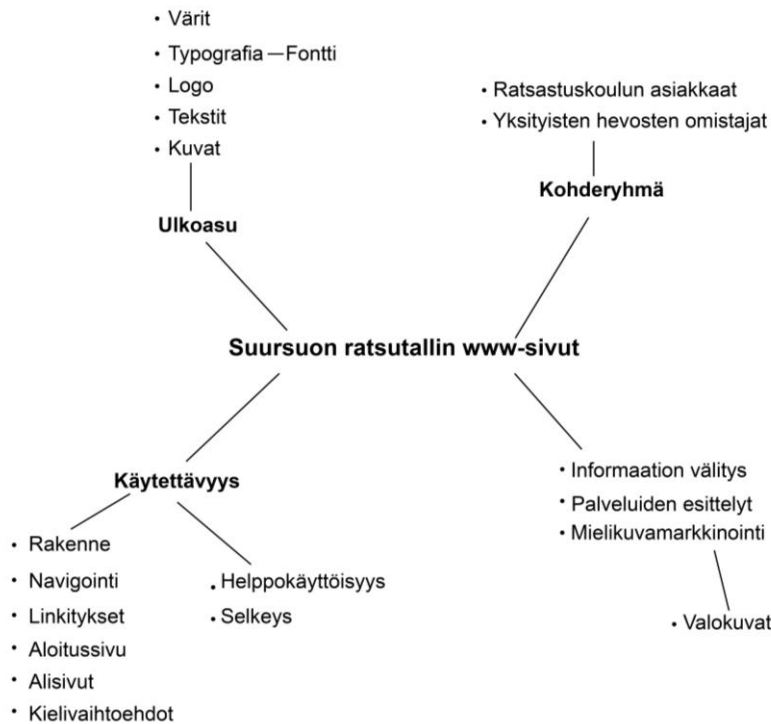 • Värit
• Typografia — Fontti
• Logo
• Tekstit
• Kuvat
Ulkoasu
• Ratsastuskoulun asiakkaat
• Yksityisten hevosten omistajat
Kohderyhmä
Suursuon ratsutallin www-sivut
Käytettävyys
• Rakenne
• Navigointi
• Linkitykset
• Aloitussivu
• Alisivut
• Kielivaihtoehdot
• Helppokäyttöisyys
• Selkeys
• Informaation välitys
• Palveluiden esittelyt
• Mielikuvamarkkinointi
• Valokuvat